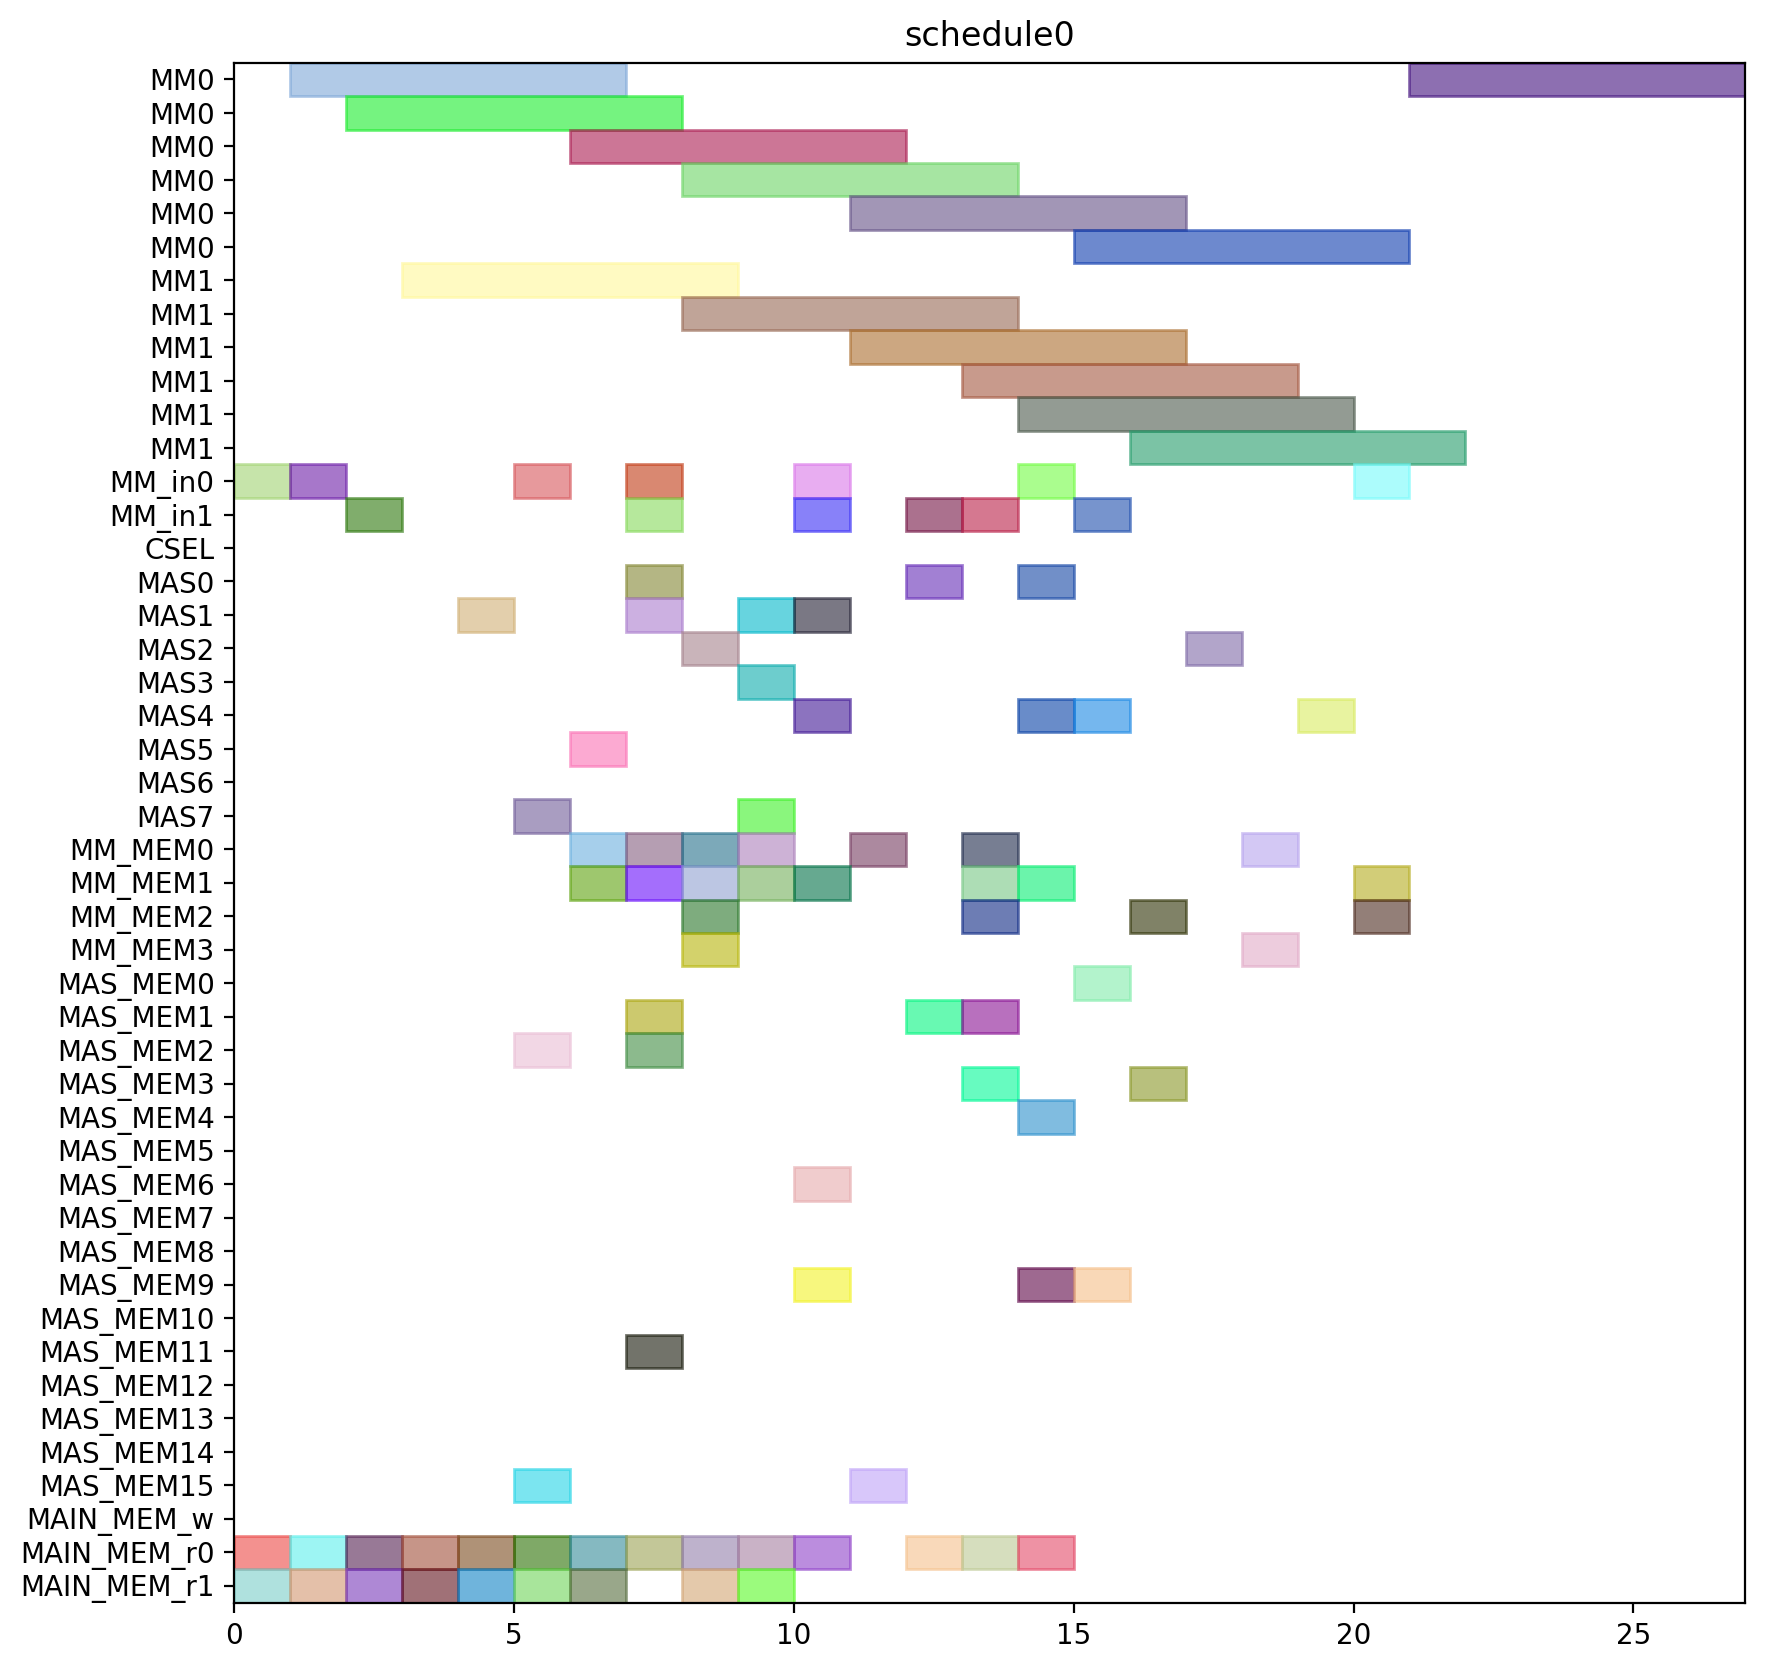 schedule0
MM0
MM0
MM0
MM0
MM0
MM0
MM1
MM1
MM1
MM1
MM1
MM1
MM_in0
MM_in1
CSEL
MAS0
MAS1
MAS2
MAS3
MAS4
MAS5
MAS6
MAS7
MM_MEM0
MM_MEM1
MM_MEM2
MM_MEM3
MAS_MEM0
MAS_MEM1
MAS_MEM2
MAS_MEM3
MAS_MEM4
MAS_MEM5
MAS_MEM6
MAS_MEM7
MAS_MEM8
MAS_MEM9
MAS_MEM10
MAS_MEM11
MAS_MEM12
MAS_MEM13
MAS_MEM14
MAS_MEM15
MAIN_MEM_w
MAIN_MEM_r0
MAIN_MEM_r1
0 5 10 15 20 25